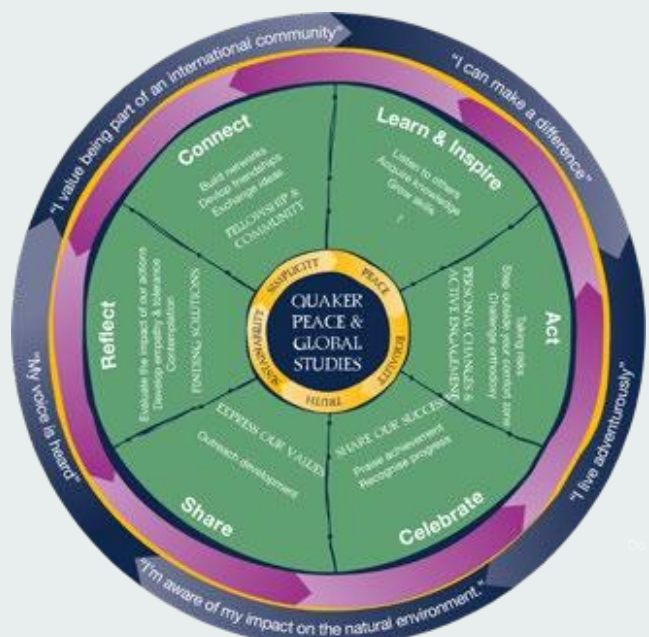 "I value being part of an international community"
"I can make a difference"
"I live adventurously"
"I'm aware of my impact on the natural environment."
"My voice is heard"
Connect
Build networks
Devlop friendships
Exchange ideas
FELLOWSHIP &
COMMUNITY
Learn & Inspire
Listen to others
Acquire knowledge
Grow skills
?
Act
Taking risks
Step outside your comfort zone
Challenge orthodoxy
PERSONAL CHANGES &
ACTIVE ENGAGEMENT
Celebrate
SHARE OUR SUCCESS
Praise achievement
Recognise progress
Share
EXPRESS OUR VALUES
Outreach development
Reflect
Evaluate the impact of our actions
Develop empathy & tolerance
Contemplation
FINDING SOLUTIONS
SIMPLICITY
PEACE
EQUALITY
TRUTH
QUAKER
PEACE &
GLOBAL
STUDIES